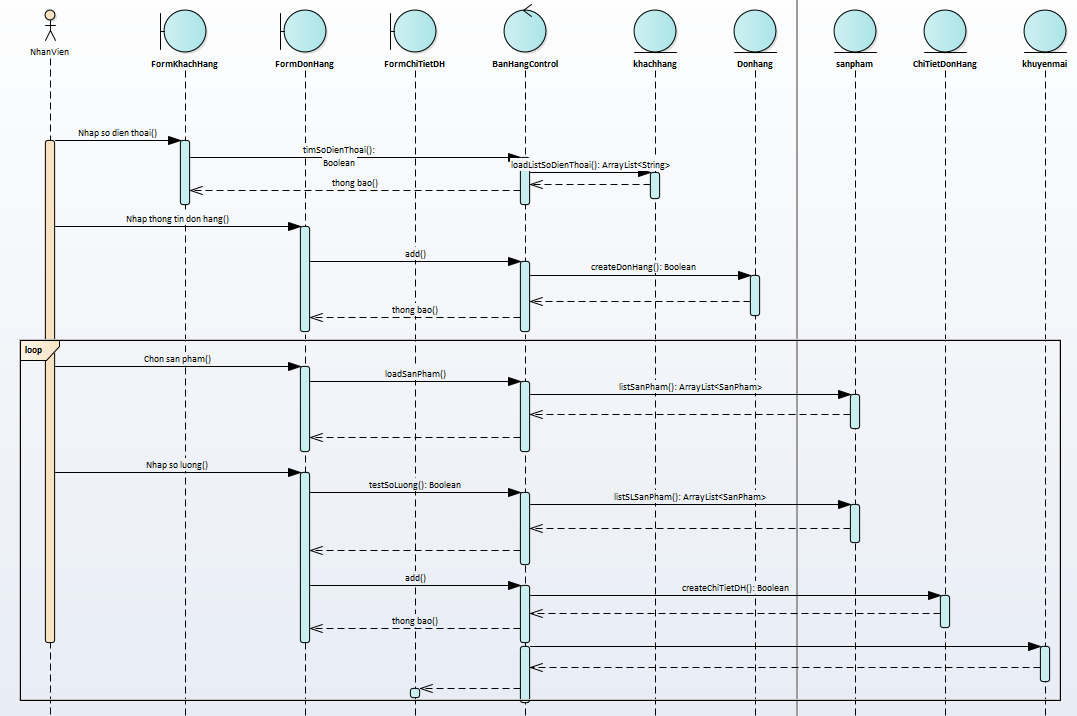 NhanVien
FormKhachHang
FormDonHang
FormChiTietDH
BanHangControl
khachhang
Donhang
sanpham
ChiTietDonHang
khuyenmai
Nhap so dien thoai()
timSoDienThoai():
Boolean
loadListSoDienThoai(): ArrayList<String>
thong bao()
Nhap thong tin don hang()
add()
createDonHang(): Boolean
thong bao()
loop
Chon san pham()
loadSanPham()
listSanPham(): ArrayList<SanPham>
Nhap so luong()
testSoLuong(): Boolean
listSLSanPham(): ArrayList<SanPham>
add()
createChiTietDH(): Boolean
thong bao()